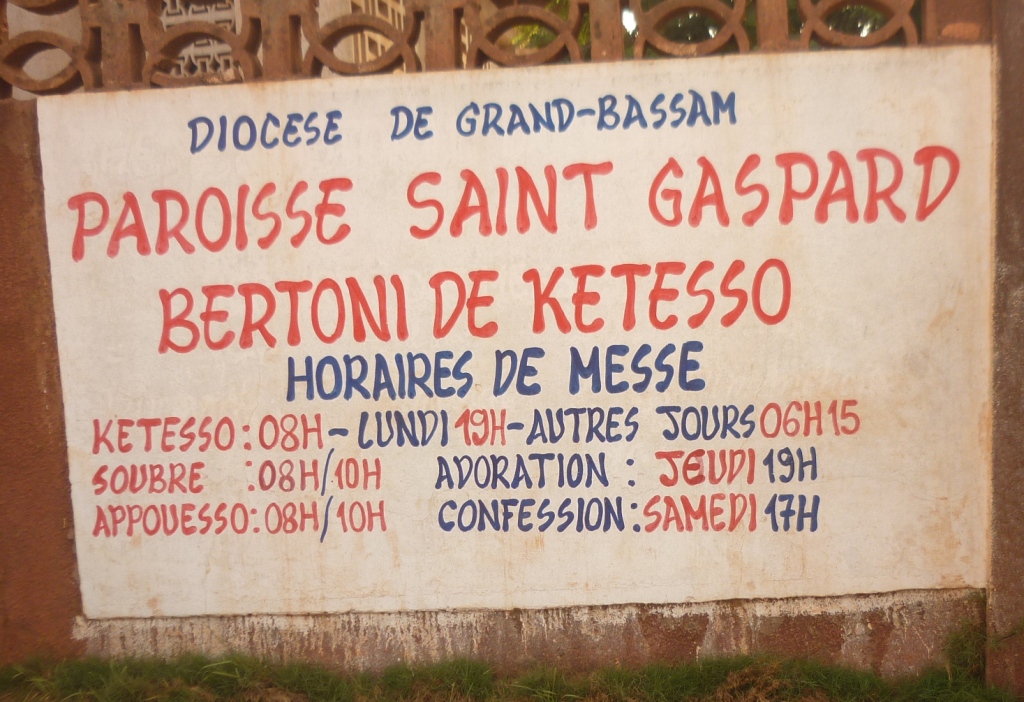 DIOCESE DE GRAND-BASSAM
PAROISSE SAINT GASPARD
BERTONI DE KETESSO
HORAIRES DE MESSE
KETESSO: 08H - LUNDI 19H - AUTRES JOURS 06H15
SOUBRE : 08H/10H ADORATION : JEUDI 19H
APPOUESSO: 08H/10H CONFESSION: SAMEDI 17H